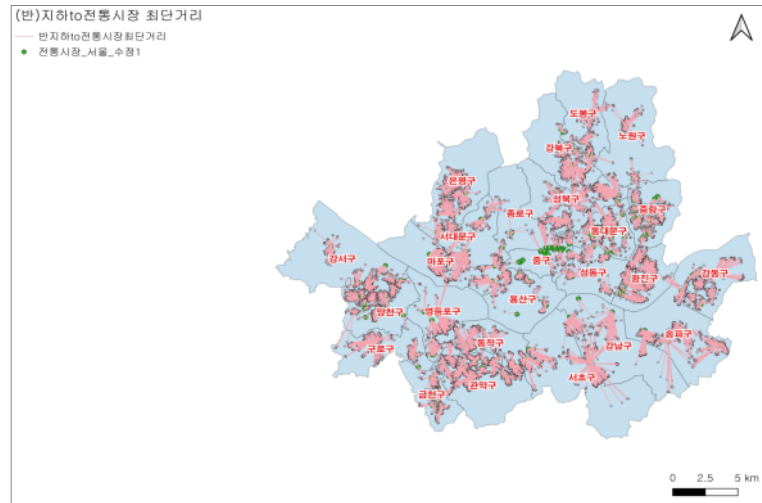 (반)지하to전통시장 최단거리
반지하to전통시장최단거리
전통시장_서울_수정1
도봉구
노원구
강북구
은평구
성북구
종로구
중랑구
서대문구
동대문구
강서구
마포구
중구
성동구
광진구
강동구
용산구
양천구
영등포구
송파구
구로구
동작구
강남구
서초구
관악구
금천구
0 2.5 5 km